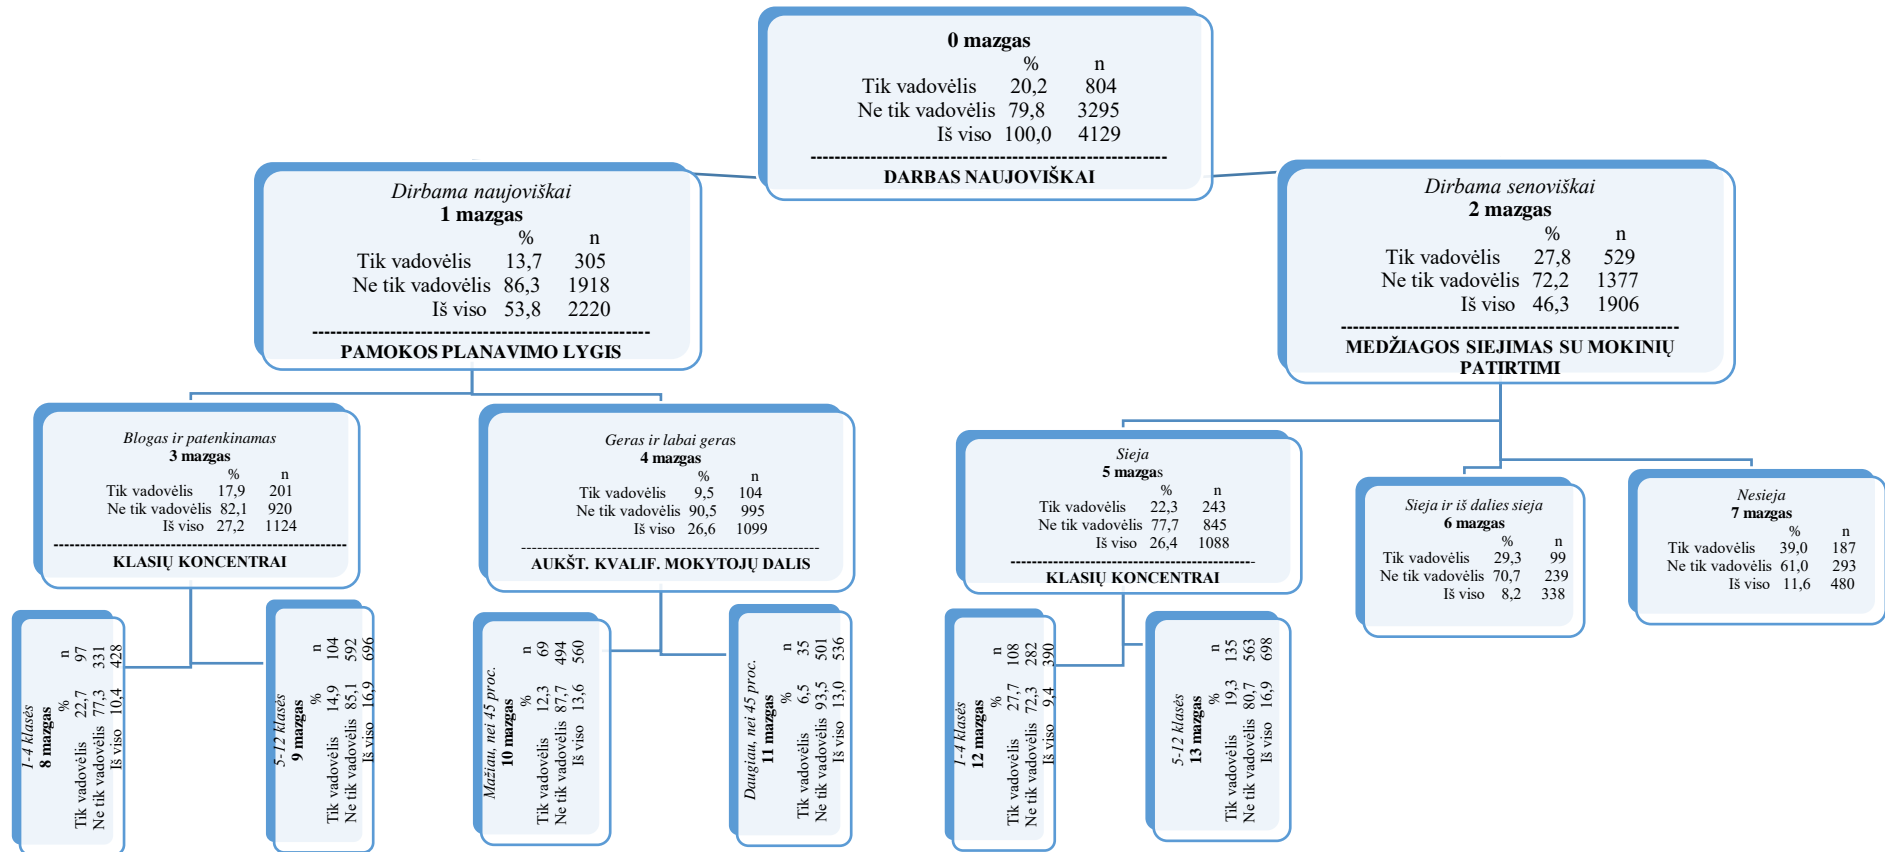 0 mazgas
% n
Tik vadovėlis 20,2 804
Ne tik vadovėlis 79,8 3295
Iš viso 100,0 4129
------------------------------------------------------------
DARBAS NAUJOVIŠKAI
Dirbama naujoviškai
1 mazgas
% n
Tik vadovėlis 13,7 305
Ne tik vadovėlis 86,3 1918
Iš viso 53,8 2220
---------------------------------------------------------
PAMOKOS PLANAVIMO LYGIS
Dirbama senoviškai
2 mazgas
% n
Tik vadovėlis 27,8 529
Ne tik vadovėlis 72,2 1377
Iš viso 46,3 1906
---------------------------------------------------------
MEDŽIAGOS SIEJIMAS SU MOKINIŲ
PATIRTIMI
Blogas ir patenkinamas
3 mazgas
% n
Tik vadovėlis 17,9 201
Ne tik vadovėlis 82,1 920
Iš viso 27,2 1124
---------------------------------------------------------
KLASIŲ KONCENTRAI
Geras ir labai geras
4 mazgas
% n
Tik vadovėlis 9,5 104
Ne tik vadovėlis 90,5 995
Iš viso 26,6 1099
---------------------------------------------------------
AUKŠT. KVALIF. MOKYTOJŲ DALIS
Sieja
5 mazgas
% n
Tik vadovėlis 22,3 243
Ne tik vadovėlis 77,7 845
Iš viso 26,4 1088
---------------------------------------------------------
KLASIŲ KONCENTRAI
Sieja ir iš dalies sieja
6 mazgas
% n
Tik vadovėlis 29,3 99
Ne tik vadovėlis 70,7 239
Iš viso 8,2 338
Nesieja
7 mazgas
% n
Tik vadovėlis 39,0 187
Ne tik vadovėlis 61,0 293
Iš viso 11,6 480
1-4 klasės
8 mazgas
% n
Tik vadovėlis 22,7 97
Ne tik vadovėlis 77,3 331
Iš viso 10,4 428
5-12 klasės
9 mazgas
% n
Tik vadovėlis 14,9 104
Ne tik vadovėlis 85,1 592
Iš viso 16,9 696
Mažiau, nei 45 proc.
10 mazgas
% n
Tik vadovėlis 12,3 69
Ne tik vadovėlis 87,7 494
Iš viso 13,6 560
Daugiau, nei 45 proc.
11 mazgas
% n
Tik vadovėlis 6,5 35
Ne tik vadovėlis 93,5 501
Iš viso 13,0 536
1-4 klasės
12 mazgas
% n
Tik vadovėlis 27,7 108
Ne tik vadovėlis 72,3 282
Iš viso 9,4 390
5-12 klasės
13 mazgas
% n
Tik vadovėlis 19,3 135
Ne tik vadovėlis 80,7 563
Iš viso 16,9 698